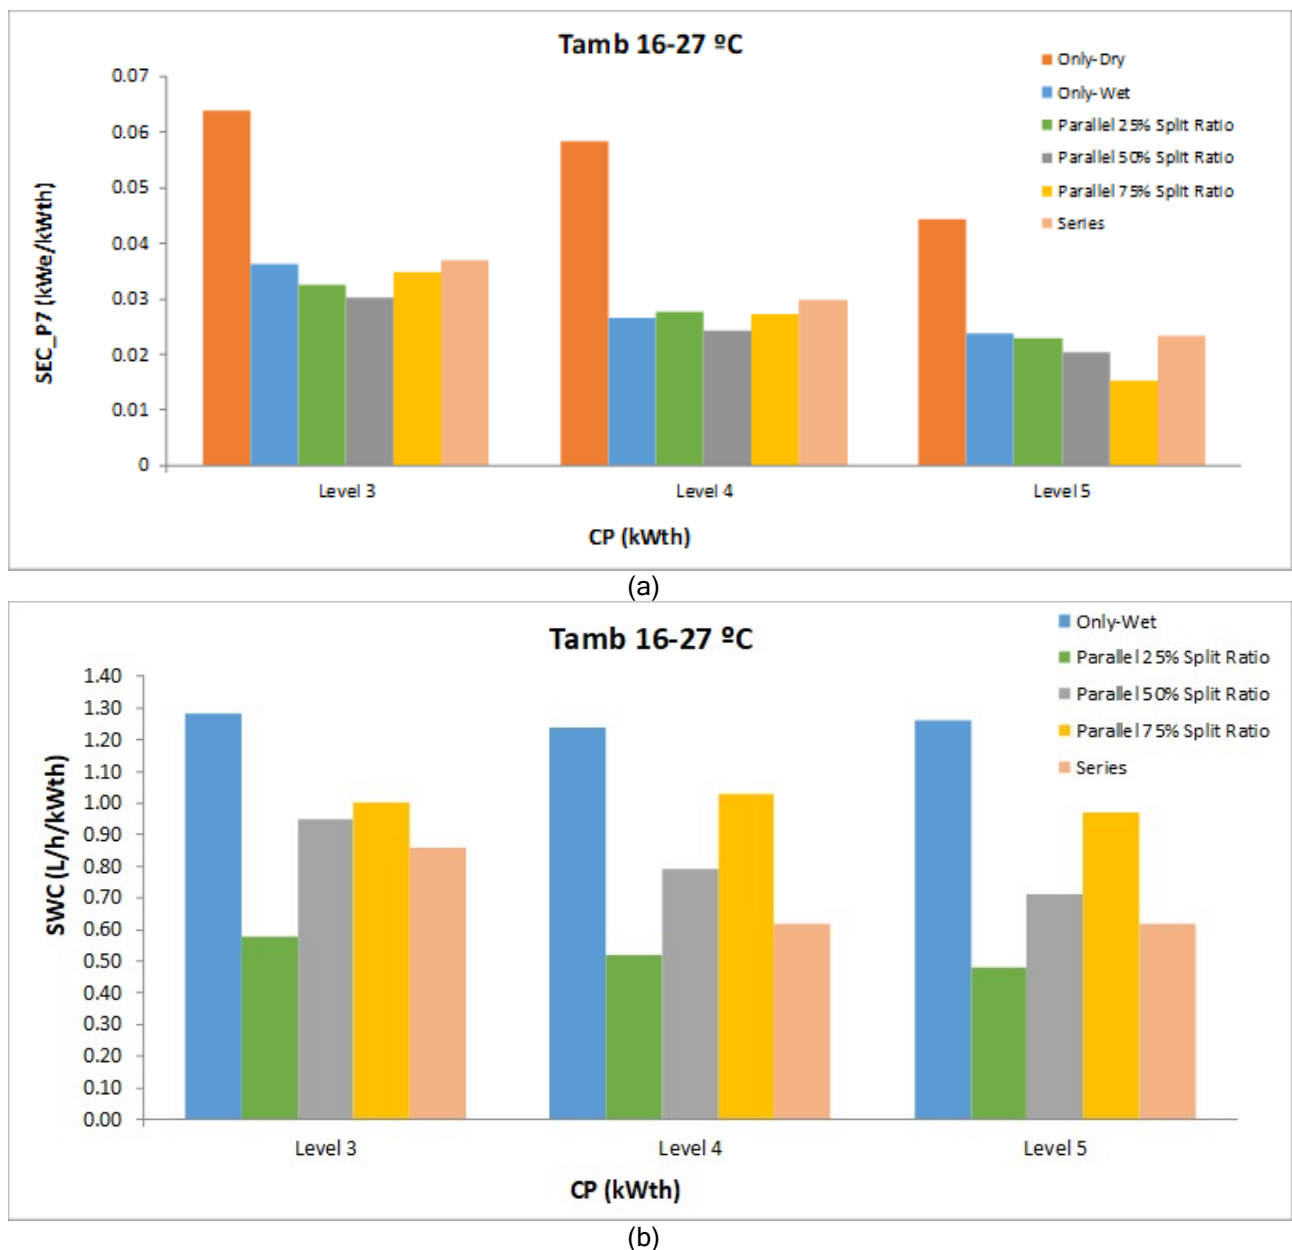 Tamb 16-27 ºC
Only-Dry
Only-Wet
Parallel 25% Split Ratio
Parallel 50% Split Ratio
Parallel 75% Split Ratio
Series
SEC_P7 (kWe/kWth)
0.07
0.06
0.05
0.04
0.03
0.02
0.01
0
Level 3
Level 4
Level 5
CP (kWth)
(a)
Tamb 16-27 ºC
Only-Wet
Parallel 25% Split Ratio
Parallel 50% Split Ratio
Parallel 75% Split Ratio
Series
SWC (L/h/kWth)
1.40
1.30
1.20
1.10
1.00
0.90
0.80
0.70
0.60
0.50
0.40
0.30
0.20
0.10
0.00
Level 3
Level 4
Level 5
CP (kWth)
(b)